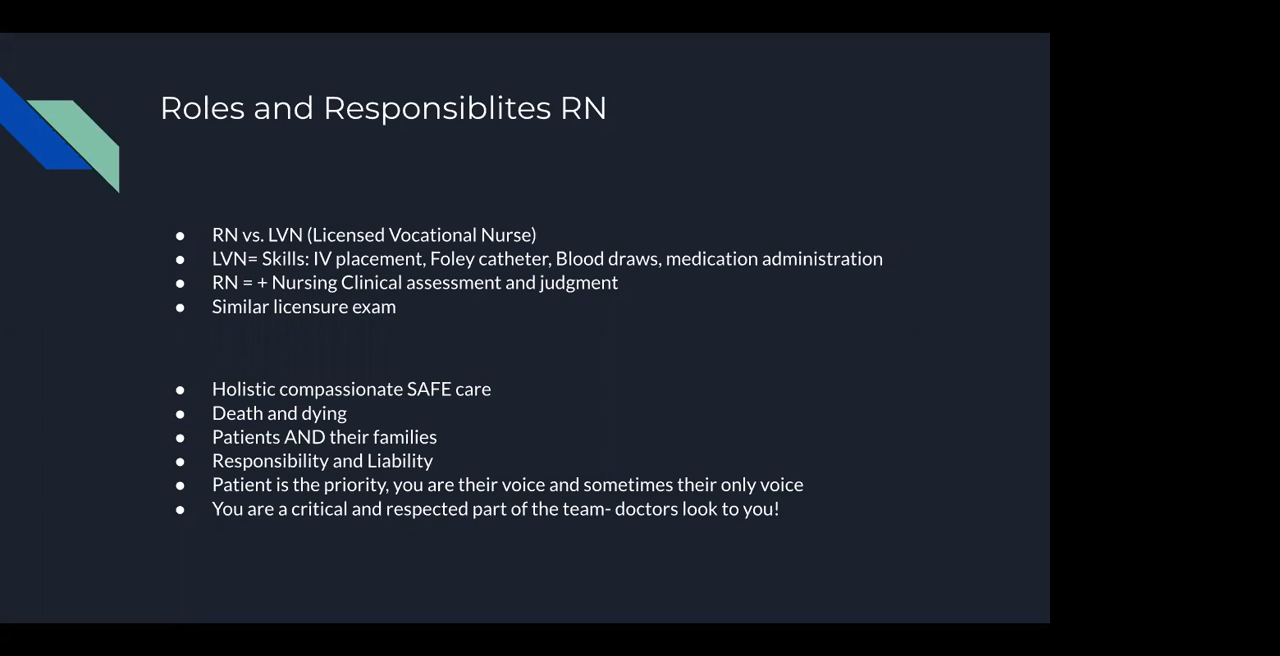 Roles and Responsiblites RN
● RN vs. LVN (Licensed Vocational Nurse)
● LVN= Skills: IV placement, Foley catheter, Blood draws, medication administration
● RN = + Nursing Clinical assessment and judgment
● Similar licensure exam
● Holistic compassionate SAFE care
● Death and dying
● Patients AND their families
● Responsibility and Liability
● Patient is the priority, you are their voice and sometimes their only voice
● You are a critical and respected part of the team- doctors look to you!